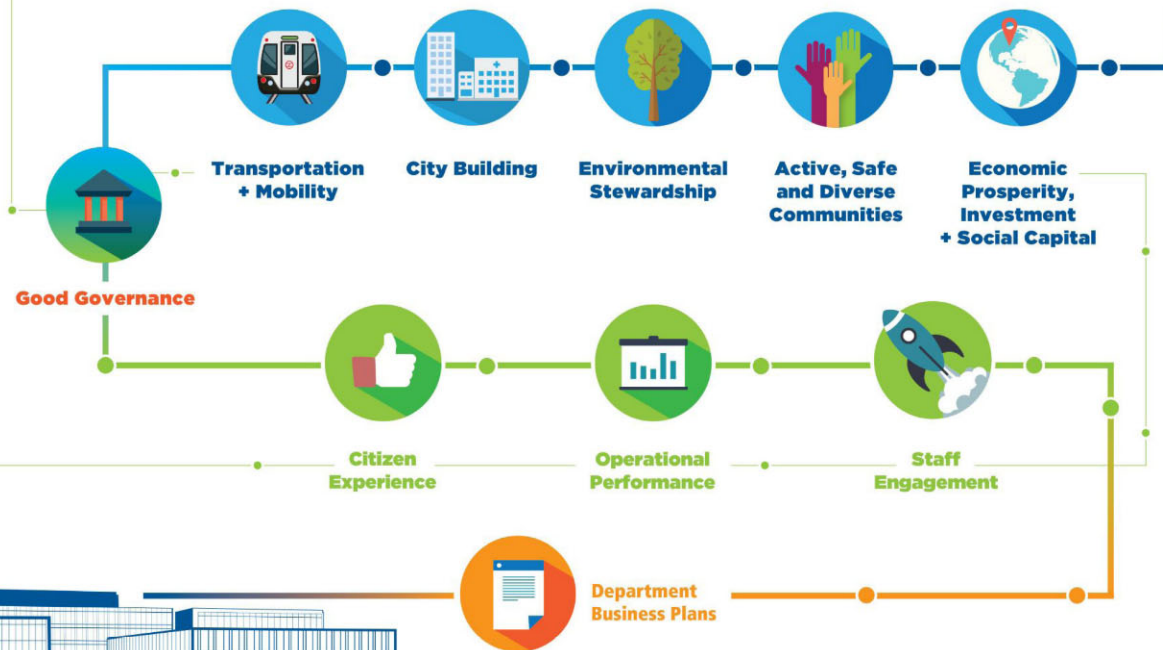 Transportation
+ Mobility
City Building
Environmental
Stewardship
Active, Safe
and Diverse
Communities
Economic
Prosperity,
Investment
+ Social Capital
Good Governance
Citizen
Experience
Operational
Performance
Staff
Engagement
Department
Business Plans